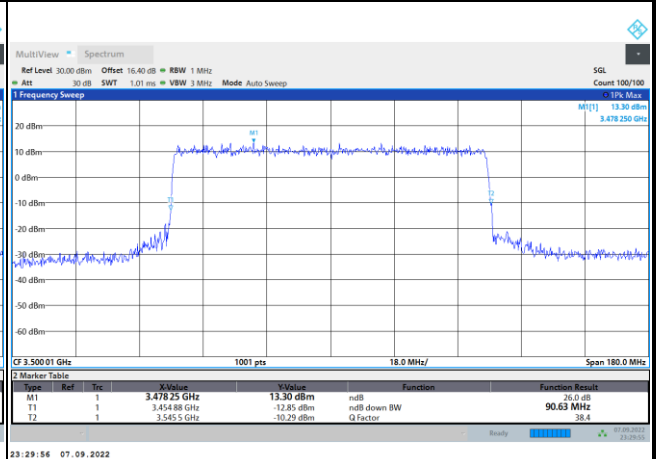 MultiView Spectrum
Ref Level 30.00 dBm Offset 16.40 dB RBW 1 MHz SGL
Att 30 dB SWT 1.01 ms VBW 3 MHz Mode Auto Sweep Count 100/100
1 Frequency Sweep 1Pk Max
M1[1] 13.30 dBm
3.478 250 GHz
20 dBm
M1
10 dBm
0 dBm
T1
T2
-10 dBm
-20 dBm
-30 dBm
-40 dBm
-50 dBm
-60 dBm
CF 3.500 01 GHz 1001 pts 18.0 MHz/ Span 180.0 MHz
2 Marker Table
Type Ref Trc X-Value Y-Value Function Function Result
M1 1 3.478 25 GHz 13.30 dBm ndB 26.0 dB
T1 1 3.454 88 GHz -12.85 dBm ndB down BW 90.63 MHz
T2 1 3.545 5 GHz -10.29 dBm Q Factor 38.4
Ready 07.09.2022
23:29:55
23:29:56 07.09.2022